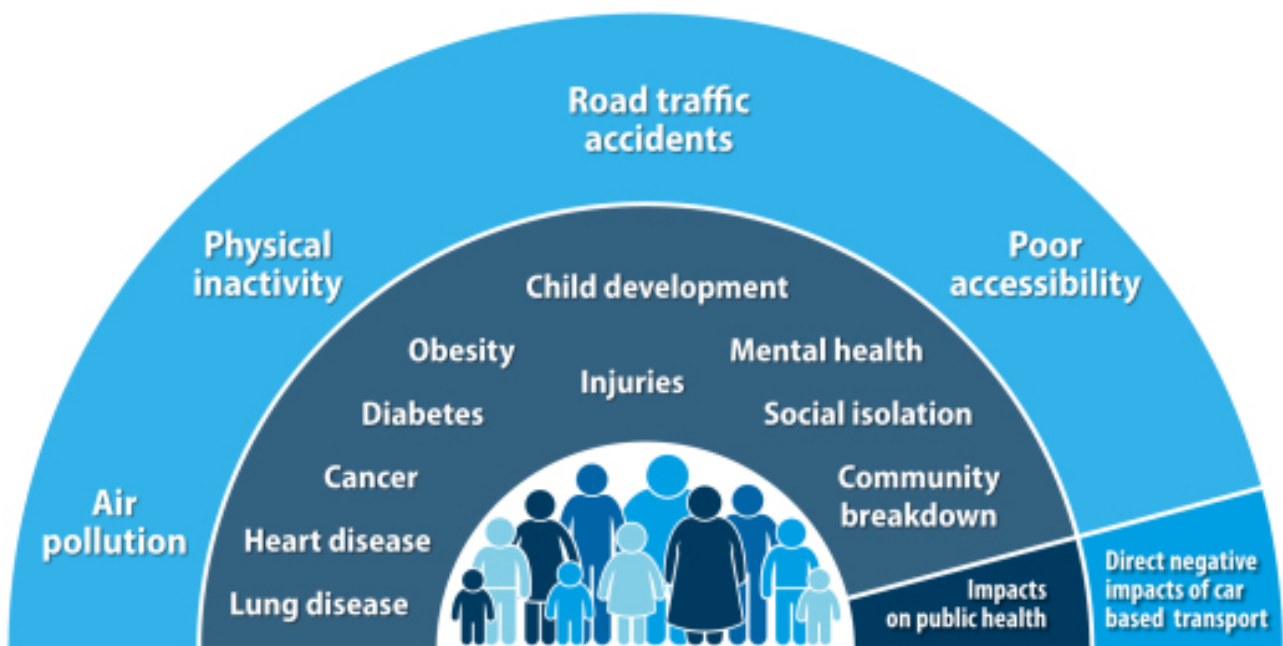 Road traffic
accidents
Physical
inactivity
Poor
accessibility
Air
pollution
Child development
Obesity
Mental health
Injuries
Diabetes
Social isolation
Cancer
Community
breakdown
Heart disease
Lung disease
Impacts
on public health
Direct negative
impacts of car
based transport